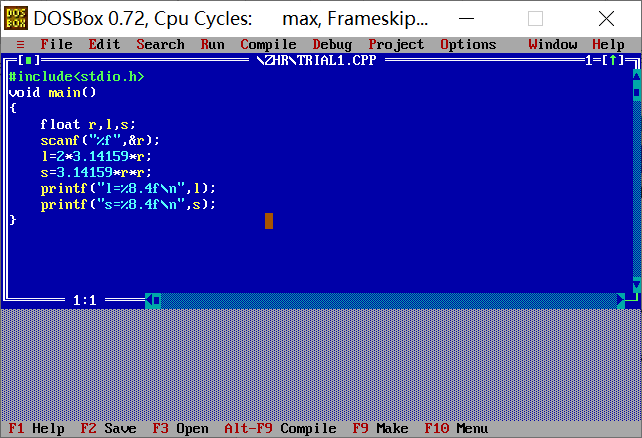 DOSBox 0.72, Cpu Cycles: max, Frameskip...
≡ File Edit Search Run Compile Debug Project Options Window Help
[■] \ZHR\TRIAL1.CPP 1=[↑]
#include<stdio.h>
void main()
{
    float r,l,s;
    scanf("%f",&r);
    l=2*3.14159*r;
    s=3.14159*r*r;
    printf("l=%8.4f\n",l);
    printf("s=%8.4f\n",s);
}
1:1
F1 Help F2 Save F3 Open Alt-F9 Compile F9 Make F10 Menu